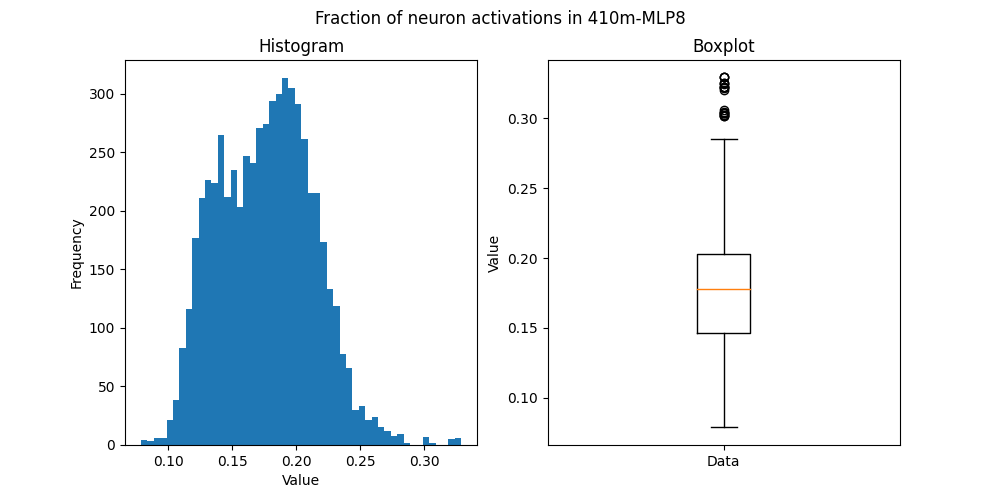 Fraction of neuron activations in 410m-MLP8
Histogram
Boxplot
Frequency
300
250
200
150
100
50
0
0.10 0.15 0.20 0.25 0.30
Value
Value
0.30
0.25
0.20
0.15
0.10
Data